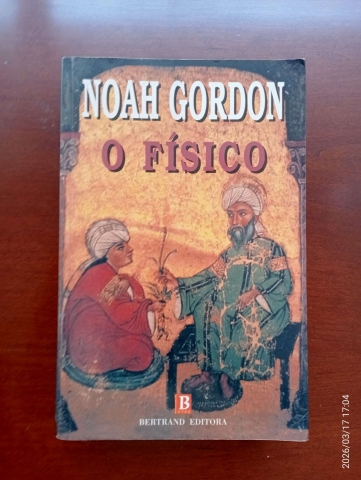 NOAH GORDON
O FÍSICO
B
BERTRAND EDITORA
2026/03/17 17:04